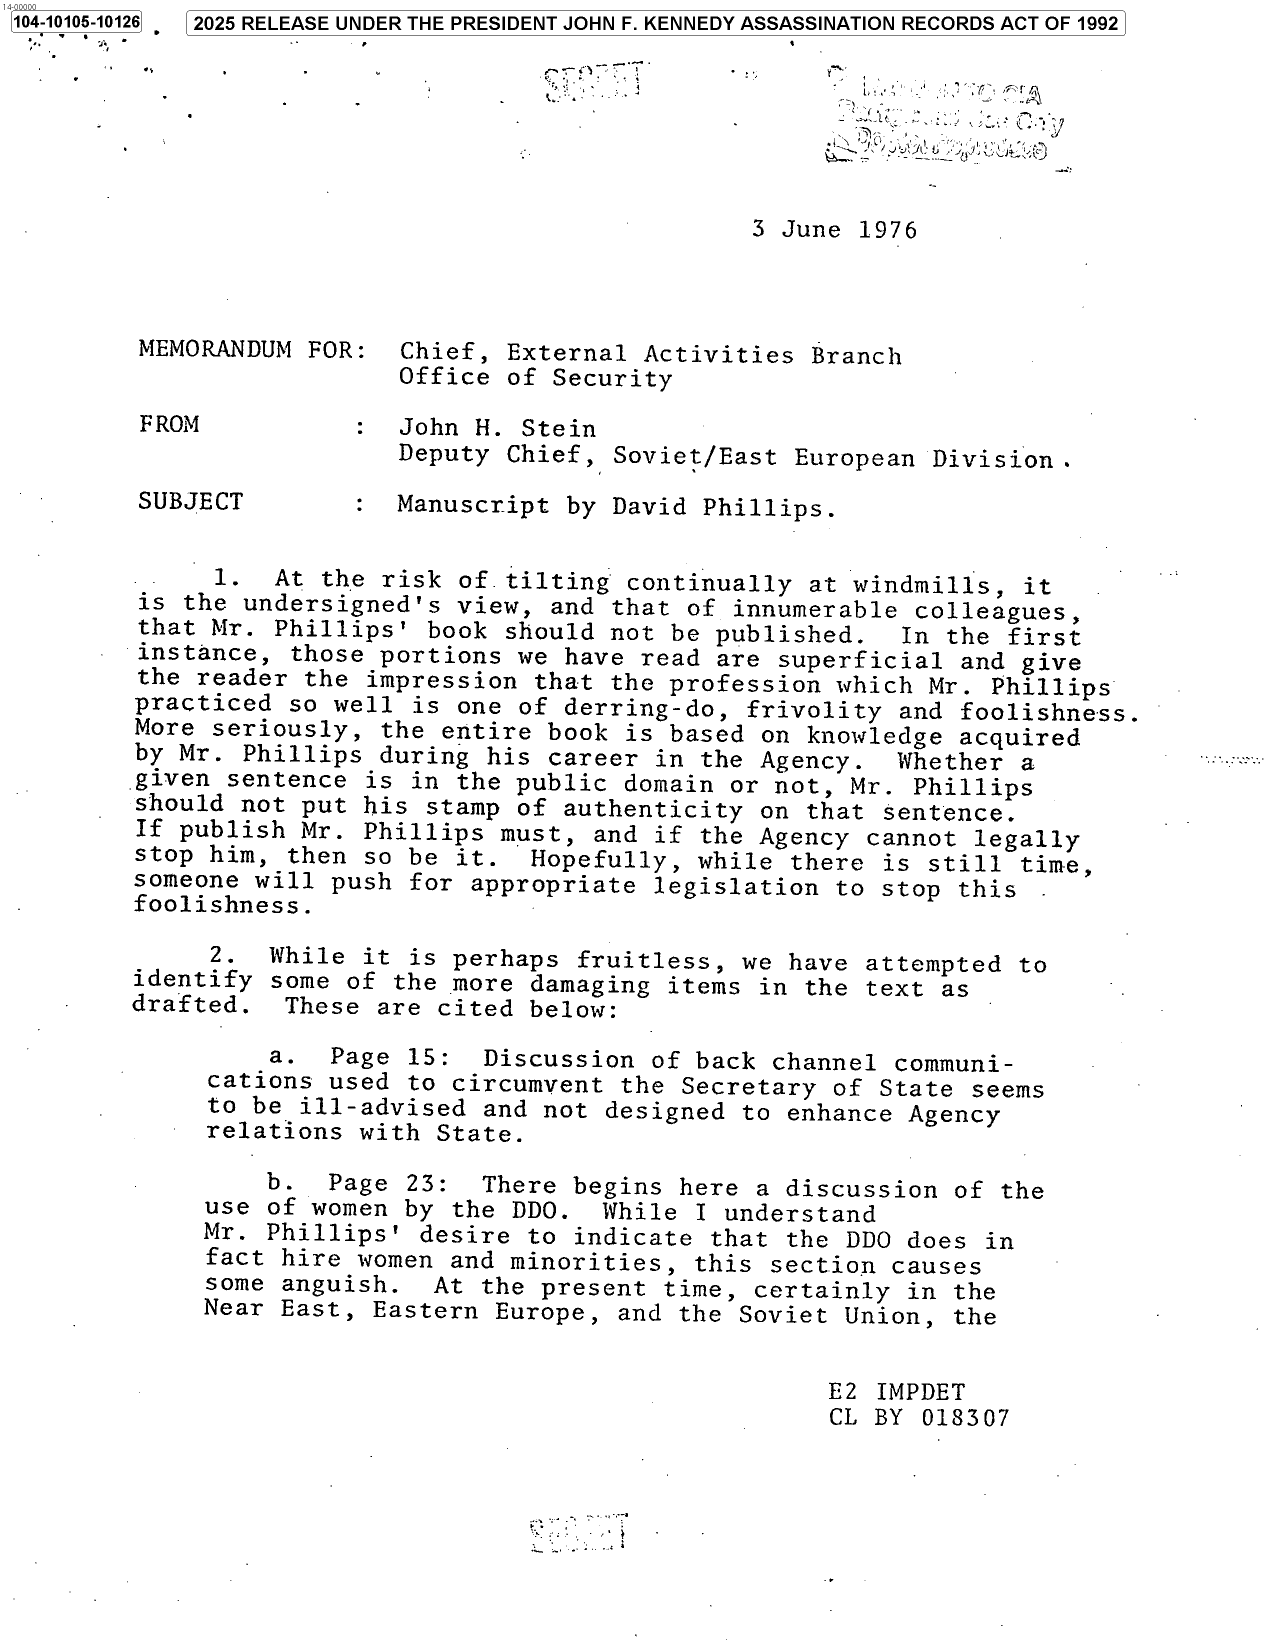 14-00000
104-10105-10126
2025 RELEASE UNDER THE PRESIDENT JOHN F. KENNEDY ASSASSINATION RECORDS ACT OF 1992
SECRET
CIA
Use Only
3 June 1976
MEMORANDUM FOR: Chief, External Activities Branch
Office of Security
FROM : John H. Stein
Deputy Chief, Soviet/East European Division.
SUBJECT : Manuscript by David Phillips.
1. At the risk of tilting continually at windmills, it
is the undersigned's view, and that of innumerable colleagues,
that Mr. Phillips' book should not be published. In the first
instance, those portions we have read are superficial and give
the reader the impression that the profession which Mr. Phillips
practiced so well is one of derring-do, frivolity and foolishness.
More seriously, the entire book is based on knowledge acquired
by Mr. Phillips during his career in the Agency. Whether a
given sentence is in the public domain or not, Mr. Phillips
should not put his stamp of authenticity on that sentence.
If publish Mr. Phillips must, and if the Agency cannot legally
stop him, then so be it. Hopefully, while there is still time,
someone will push for appropriate legislation to stop this
foolishness.
2. While it is perhaps fruitless, we have attempted to
identify some of the more damaging items in the text as
drafted. These are cited below:
a. Page 15: Discussion of back channel communi-
cations used to circumvent the Secretary of State seems
to be ill-advised and not designed to enhance Agency
relations with State.
b. Page 23: There begins here a discussion of the
use of women by the DDO. While I understand
Mr. Phillips' desire to indicate that the DDO does in
fact hire women and minorities, this section causes
some anguish. At the present time, certainly in the
Near East, Eastern Europe, and the Soviet Union, the
E2 IMPDET
CL BY 018307
SECRET